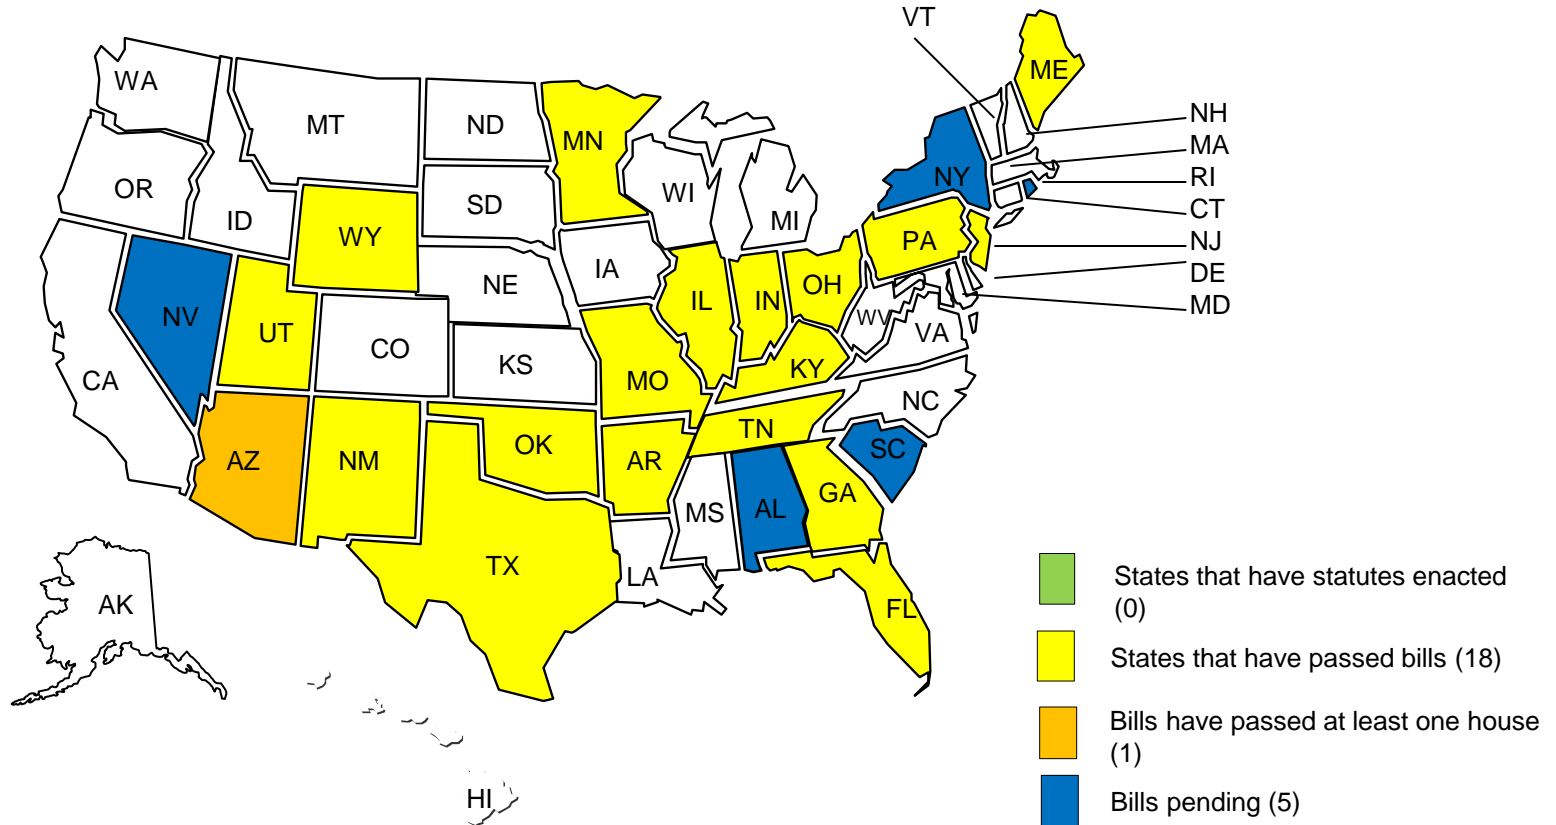 VT
ME
WA
MT
ND
MN
NH
MA
OR
ID
SD
WI
MI
NY
RI
CT
WY
PA
NJ
IA
NE
IL
IN
OH
DE
MD
NV
UT
CO
KS
MO
KY
WV
VA
CA
NC
AZ
NM
OK
AR
TN
SC
MS
AL
GA
TX
LA
FL
AK
HI
States that have statutes enacted
(0)
States that have passed bills (18)
Bills have passed at least one house
(1)
Bills pending (5)